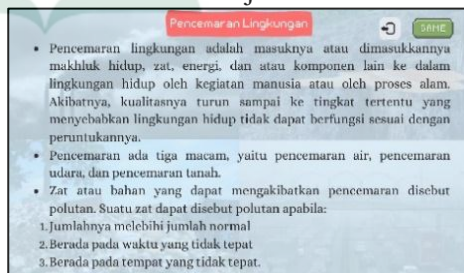 Pencemaran Lingkungan
GAME
• Pencemaran lingkungan adalah masuknya atau dimasukkannya
makhluk hidup, zat, energi, dan atau komponen lain ke dalam
lingkungan hidup oleh kegiatan manusia atau oleh proses alam.
Akibatnya, kualitasnya turun sampai ke tingkat tertentu yang
menyebabkan lingkungan hidup tidak dapat berfungsi sesuai dengan
peruntukannya.
• Pencemaran ada tiga macam, yaitu pencemaran air, pencemaran
udara, dan pencemaran tanah.
• Zat atau bahan yang dapat mengakibatkan pencemaran disebut
polutan. Suatu zat dapat disebut polutan apabila:
1. Jumlahnya melebihi jumlah normal
2. Berada pada waktu yang tidak tepat
3. Berada pada tempat yang tidak tepat.